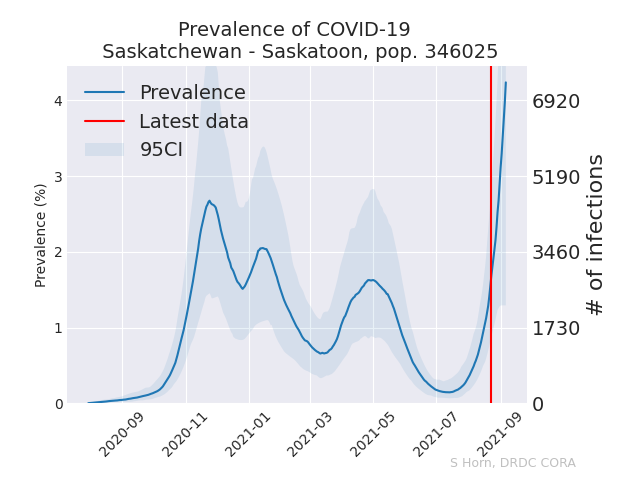 Prevalence of COVID-19
Saskatchewan - Saskatoon, pop. 346025
Prevalence
Latest data
95CI
4
3
2
1
0
Prevalence (%)
6920
5190
3460
1730
0
# of infections
2020-09
2020-11
2021-01
2021-03
2021-05
2021-07
2021-09
S Horn, DRDC CORA